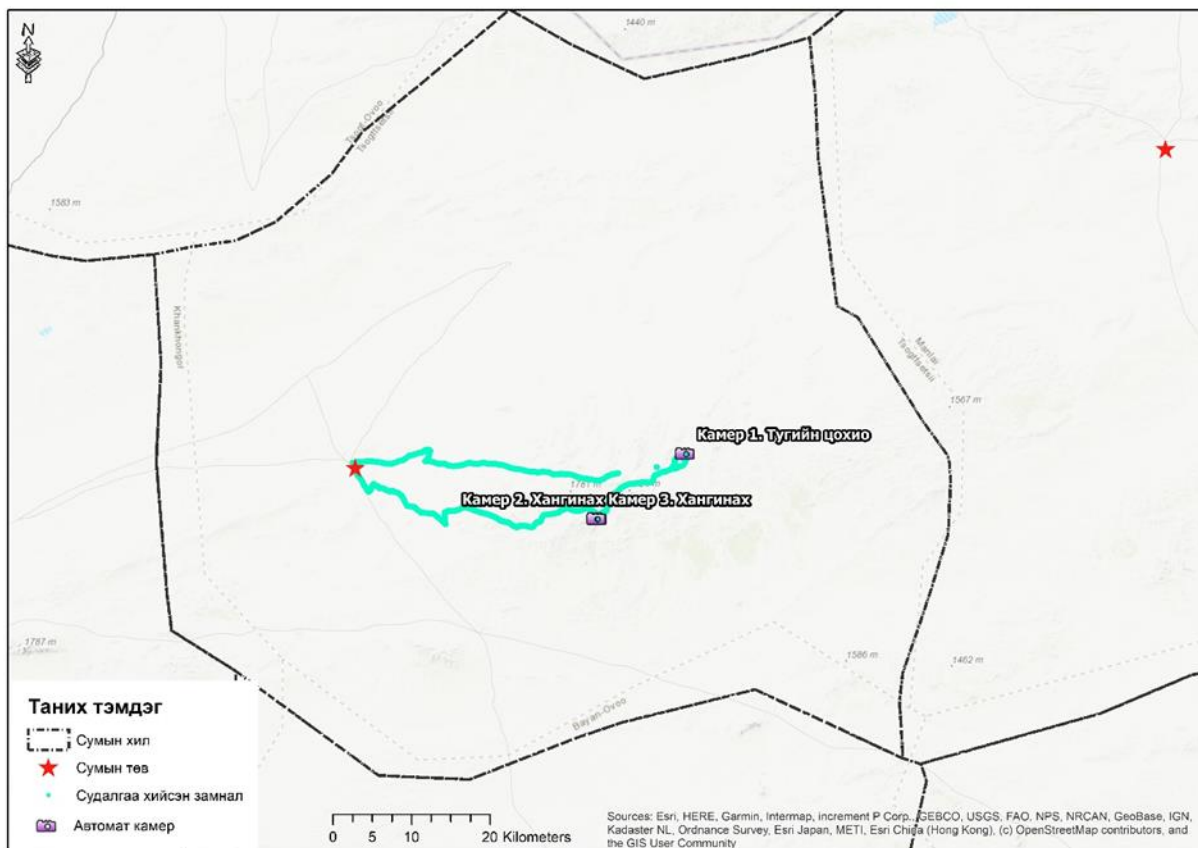 N
1440 m
Tsogt-Ovoo
Tsogttsetsii
1583 m
Khankhongor
Manlai
Tsogttsetsii
1567 m
Камер 1. Тугийн цохио
1781 m
Камер 2. Хангинах Камер 3. Хангинах
1787 m
1586 m
1462 m
Bayan-Ovoo
Таних тэмдэг
Сумын хил
Сумын төв
Судалгаа хийсэн замнал
Автомат камер
0 5 10 20 Kilometers
Sources: Esri, HERE, Garmin, Intermap, increment P Corp., GEBCO, USGS, FAO, NPS, NRCAN, GeoBase, IGN,
Kadaster NL, Ordnance Survey, Esri Japan, METI, Esri China (Hong Kong), (c) OpenStreetMap contributors, and
the GIS User Community